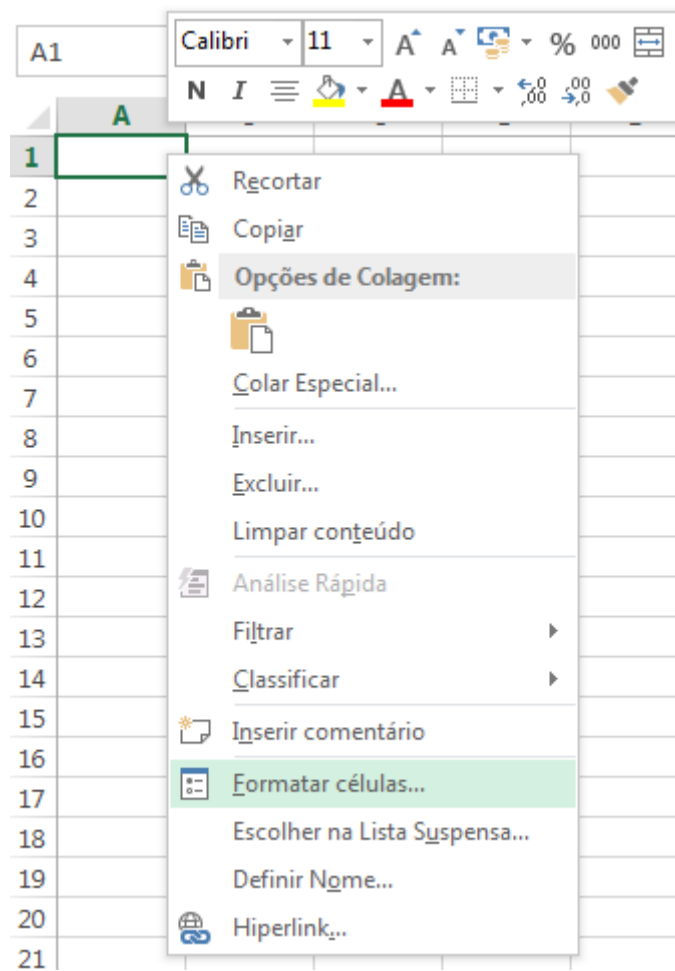 A1
Calibri 11 A A % 000
N I A ,00 ,00
A
1
Recortar
2
Copiar
3
4 Opções de Colagem:
5
6
7 Colar Especial...
8 Inserir...
9 Excluir...
10
Limpar conteúdo
11
12 Análise Rápida
13 Filtrar
14 Classificar
15 Inserir comentário
16
17 Formatar células...
18 Escolher na Lista Suspensa...
19 Definir Nome...
20 Hiperlink...
21